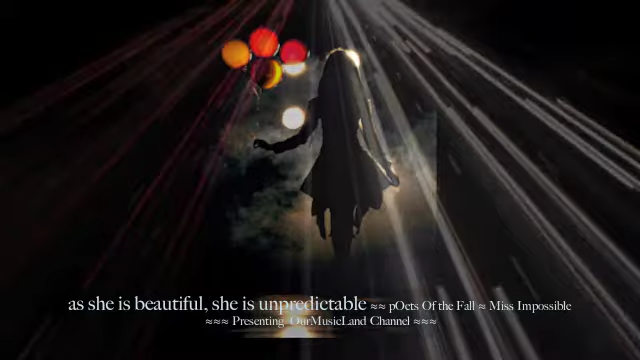 as she is beautiful, she is unpredictable ≈≈ pOets Of the Fall ≈ Miss Impossible
≈≈≈ Presenting OurMusicLand Channel ≈≈≈